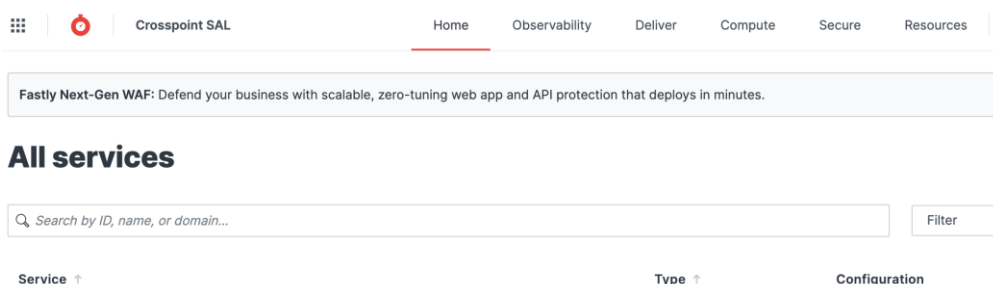 Crosspoint SAL Home Observability Deliver Compute Secure Resources
Fastly Next-Gen WAF: Defend your business with scalable, zero-tuning web app and API protection that deploys in minutes.
All services
Search by ID, name, or domain...
Filter
Service ↑ Type ↑ Configuration